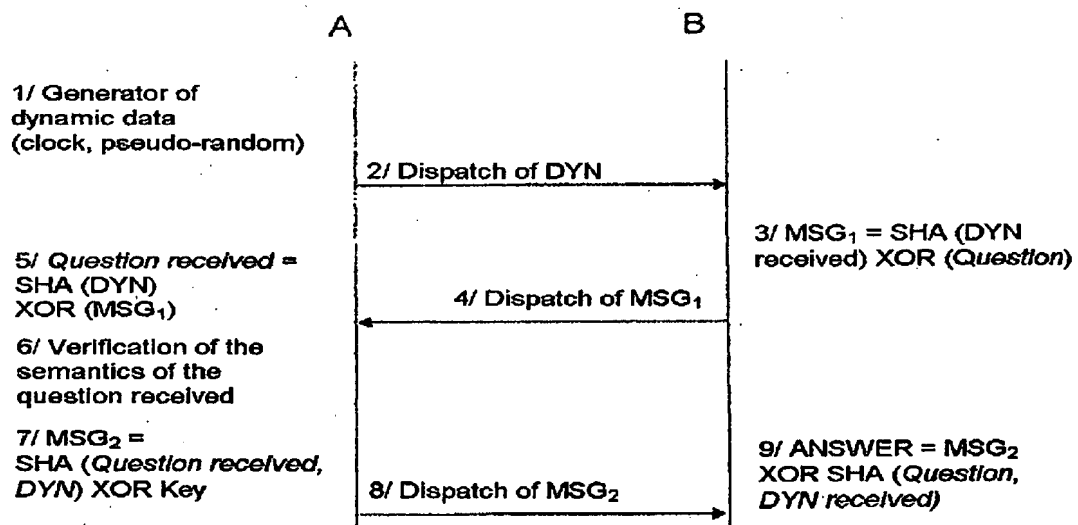 A
B
1/ Generator of
dynamic data
(clock, pseudo-random)
2/ Dispatch of DYN
3/ MSG₁ = SHA (DYN
received) XOR (Question)
5/ Question received =
SHA (DYN)
XOR (MSG₁)
4/ Dispatch of MSG₁
6/ Verification of the
semantics of the
question received
7/ MSG₂ =
SHA (Question received,
DYN) XOR Key
8/ Dispatch of MSG₂
9/ ANSWER = MSG₂
XOR SHA (Question,
DYN received)